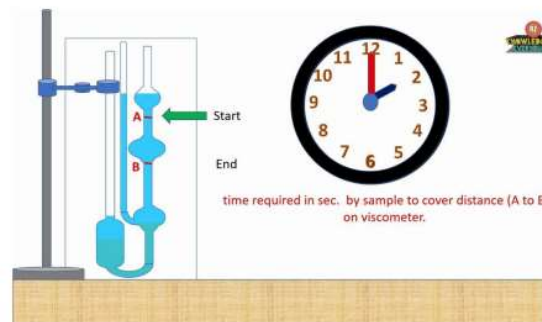 12
11
1
10
2
9
3
8
4
7
5
6
A
Start
B
End
time required in sec. by sample to cover distance (A to B
on viscometer.